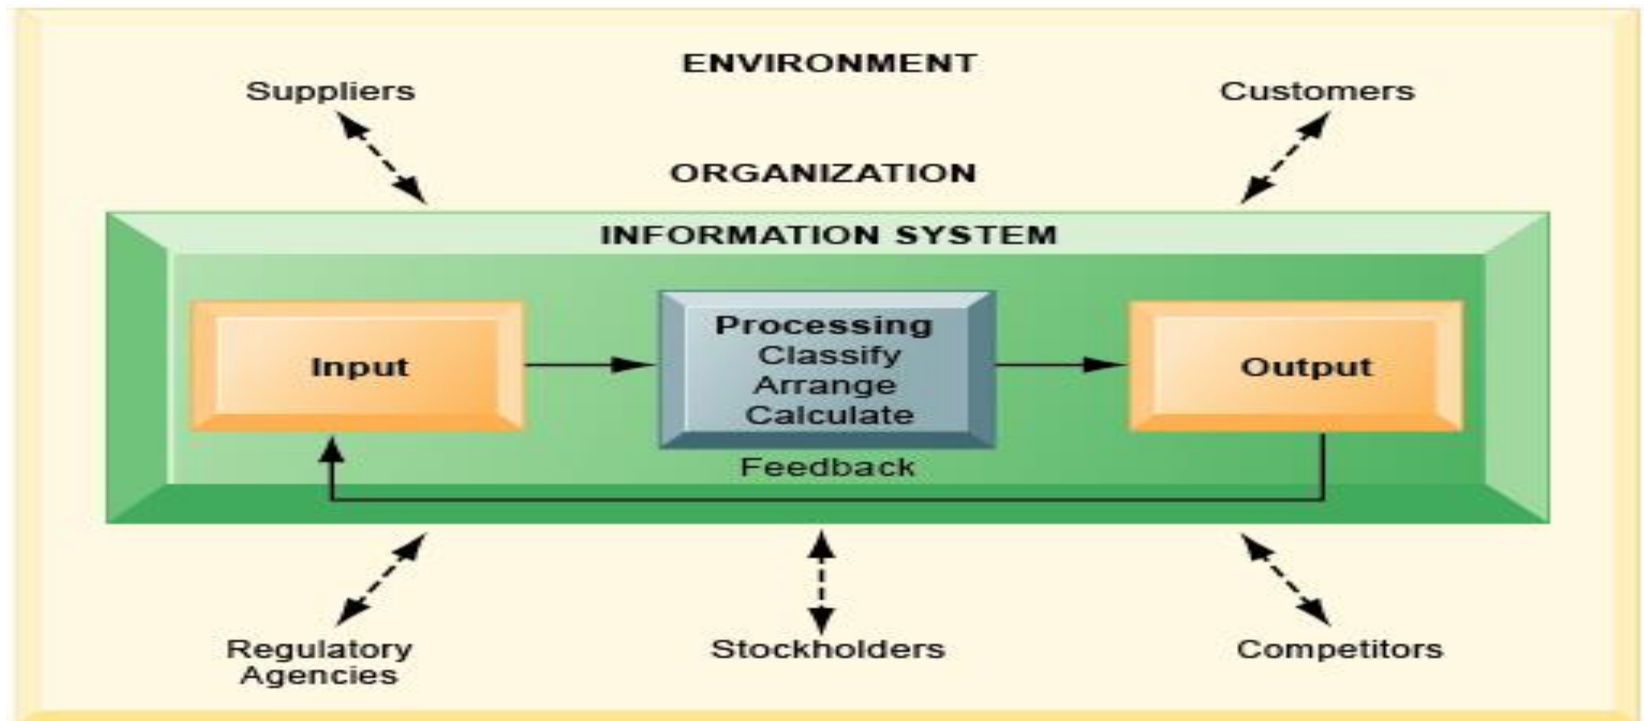 ENVIRONMENT
Suppliers
Customers
ORGANIZATION
INFORMATION SYSTEM
Input
Processing
Classify
Arrange
Calculate
Output
Feedback
Regulatory
Agencies
Stockholders
Competitors